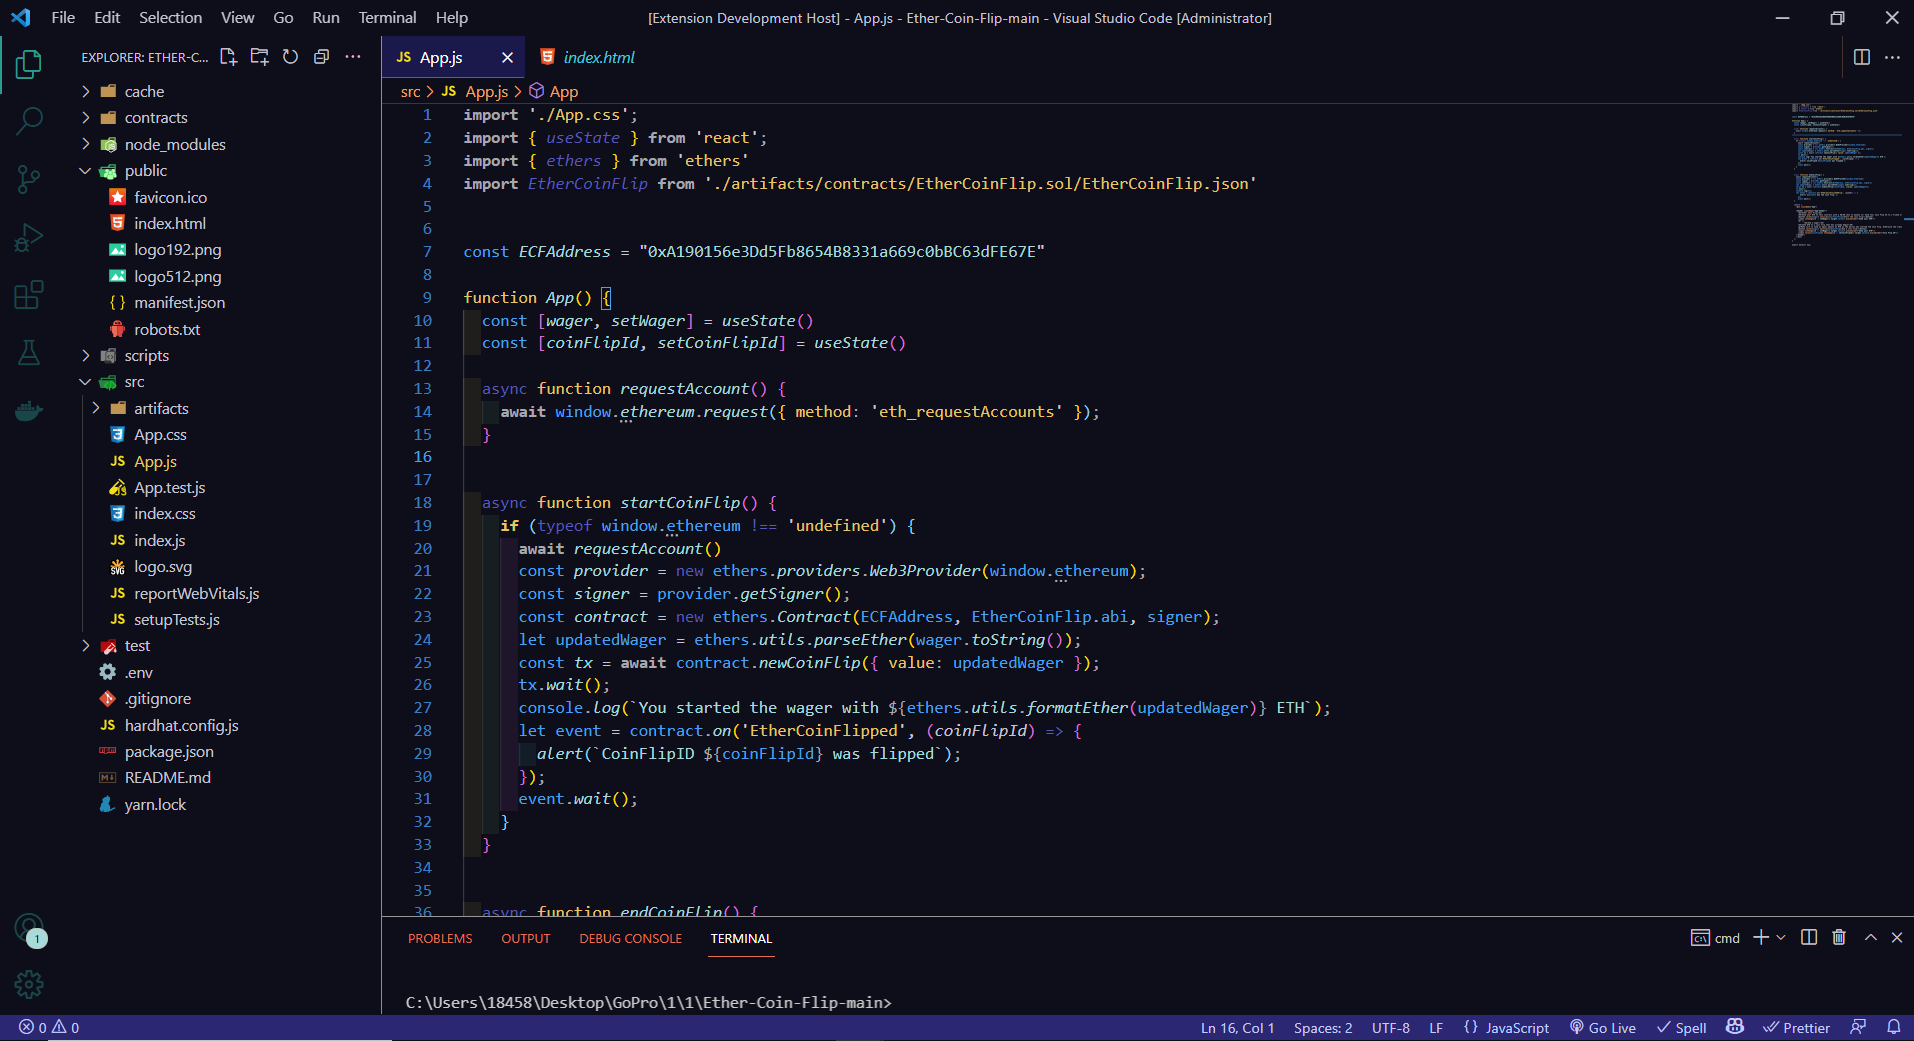 File Edit Selection View Go Run Terminal Help
[Extension Development Host] - App.js - Ether-Coin-Flip-main - Visual Studio Code [Administrator]
EXPLORER: ETHER-C...
cache
contracts
node_modules
public
favicon.ico
index.html
logo192.png
logo512.png
manifest.json
robots.txt
scripts
src
artifacts
App.css
JS App.js
App.test.js
index.css
JS index.js
SVG logo.svg
JS reportWebVitals.js
JS setupTests.js
test
.env
.gitignore
JS hardhat.config.js
package.json
README.md
yarn.lock
1
JS App.js
index.html
src > JS App.js > App
1 import './App.css';
2 import { useState } from 'react';
3 import { ethers } from 'ethers'
4 import EtherCoinFlip from './artifacts/contracts/EtherCoinFlip.sol/EtherCoinFlip.json'
5
6
7 const ECFAddress = "0xA190156e3Dd5Fb8654B8331a669c0bBC63dFE67E"
8
9 function App() {
10 const [wager, setWager] = useState()
11 const [coinFlipId, setCoinFlipId] = useState()
12
13 async function requestAccount() {
14 await window.ethereum.request({ method: 'eth_requestAccounts' });
15 }
16
17
18 async function startCoinFlip() {
19 if (typeof window.ethereum !== 'undefined') {
20 await requestAccount()
21 const provider = new ethers.providers.Web3Provider(window.ethereum);
22 const signer = provider.getSigner();
23 const contract = new ethers.Contract(ECFAddress, EtherCoinFlip.abi, signer);
24 let updatedWager = ethers.utils.parseEther(wager.toString());
25 const tx = await contract.newCoinFlip({ value: updatedWager });
26 tx.wait();
27 console.log(`You started the wager with ${ethers.utils.formatEther(updatedWager)} ETH`);
28 let event = contract.on('EtherCoinFlipped', (coinFlipId) => {
29 alert(`CoinFlipID ${coinFlipId} was flipped`);
30 });
31 event.wait();
32 }
33 }
34
35
36 async function endCoinFlip() {
PROBLEMS OUTPUT DEBUG CONSOLE TERMINAL
cmd
C:\Users\18458\Desktop\GoPro\1\1\Ether-Coin-Flip-main>
0 0
Ln 16, Col 1 Spaces: 2 UTF-8 LF {} JavaScript Go Live Spell Prettier